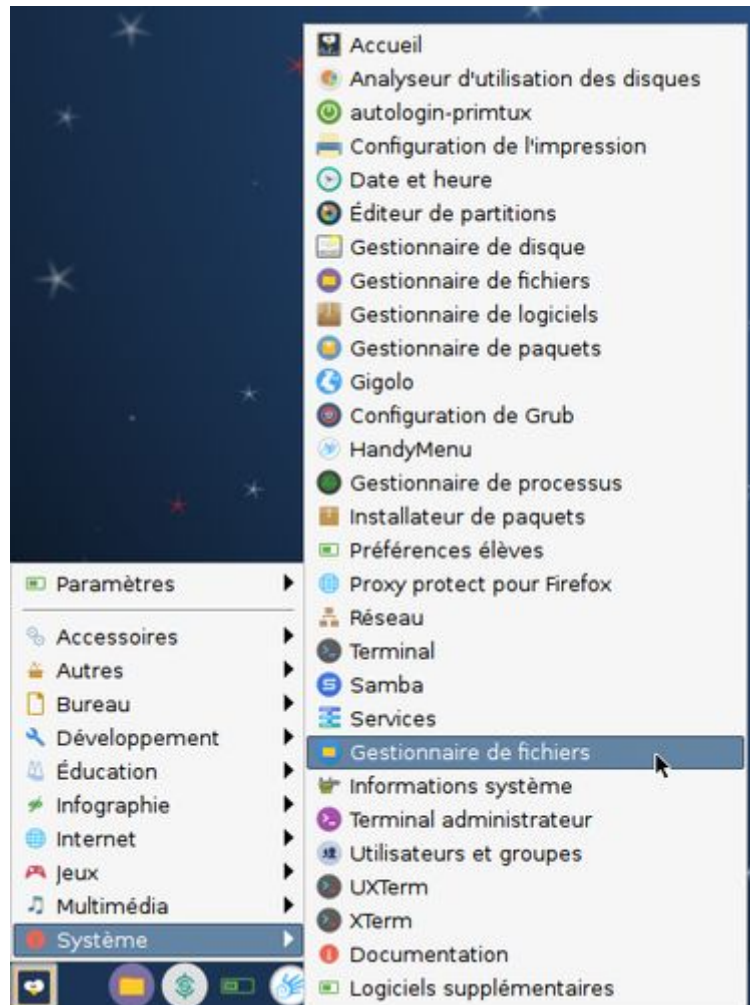 Accueil
Analyseur d'utilisation des disques
autologin-primtux
Configuration de l'impression
Date et heure
Éditeur de partitions
Gestionnaire de disque
Gestionnaire de fichiers
Gestionnaire de logiciels
Gestionnaire de paquets
Gigolo
Configuration de Grub
HandyMenu
Gestionnaire de processus
Installateur de paquets
Préférences élèves
Proxy protect pour Firefox
Réseau
Terminal
Samba
Services
Gestionnaire de fichiers
Informations système
Terminal administrateur
Utilisateurs et groupes
UXTerm
XTerm
Documentation
Logiciels supplémentaires
Paramètres
Accessoires
Autres
Bureau
Développement
Éducation
Infographie
Internet
Jeux
Multimédia
Système